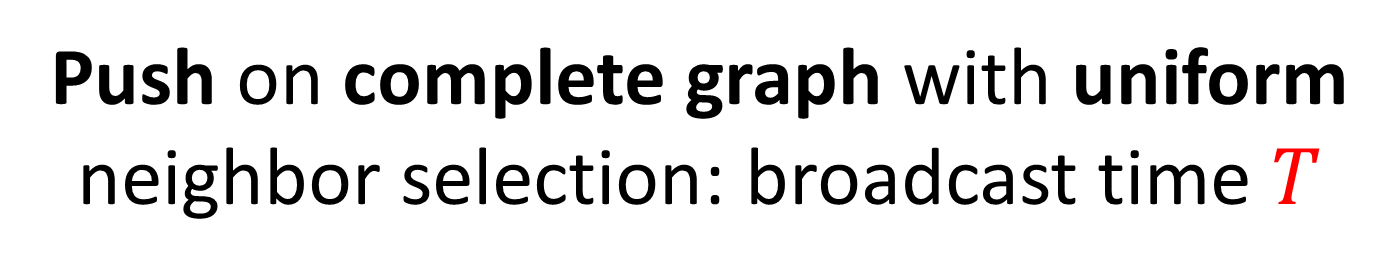 Push on complete graph with uniform
neighbor selection: broadcast time T